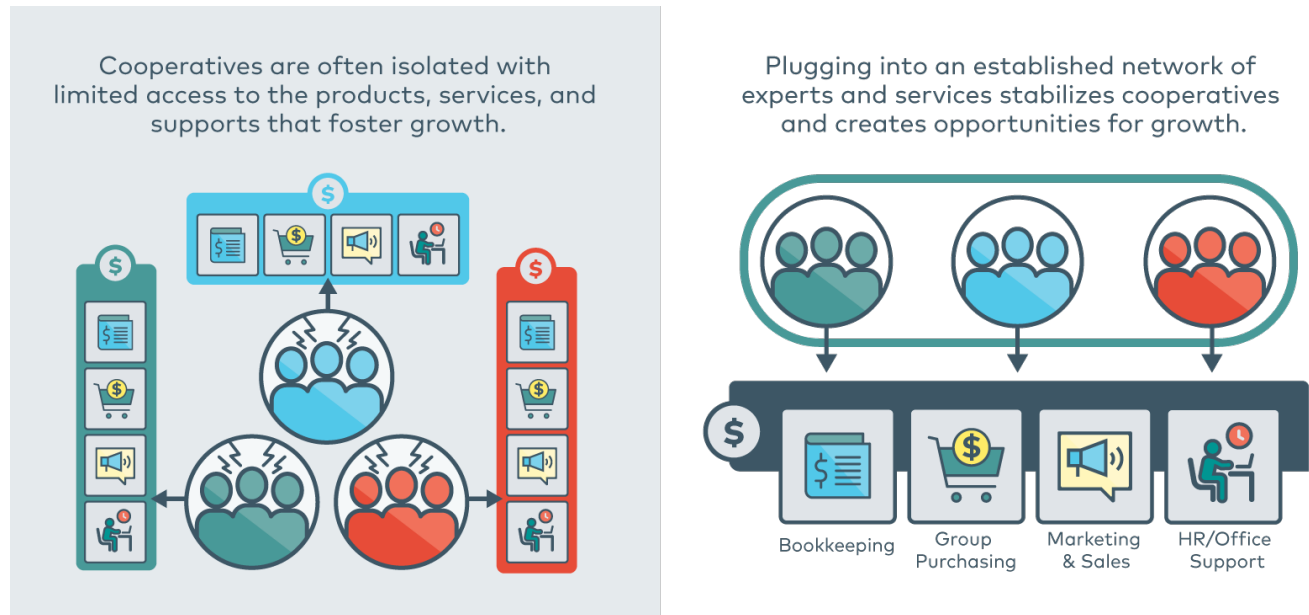 Cooperatives are often isolated with
limited access to the products, services, and
supports that foster growth.
$
$
$
$
$
$
$
$
$
$
Plugging into an established network of
experts and services stabilizes cooperatives
and creates opportunities for growth.
$
$
$
Bookkeeping
Group
Purchasing
Marketing
& Sales
HR/Office
Support